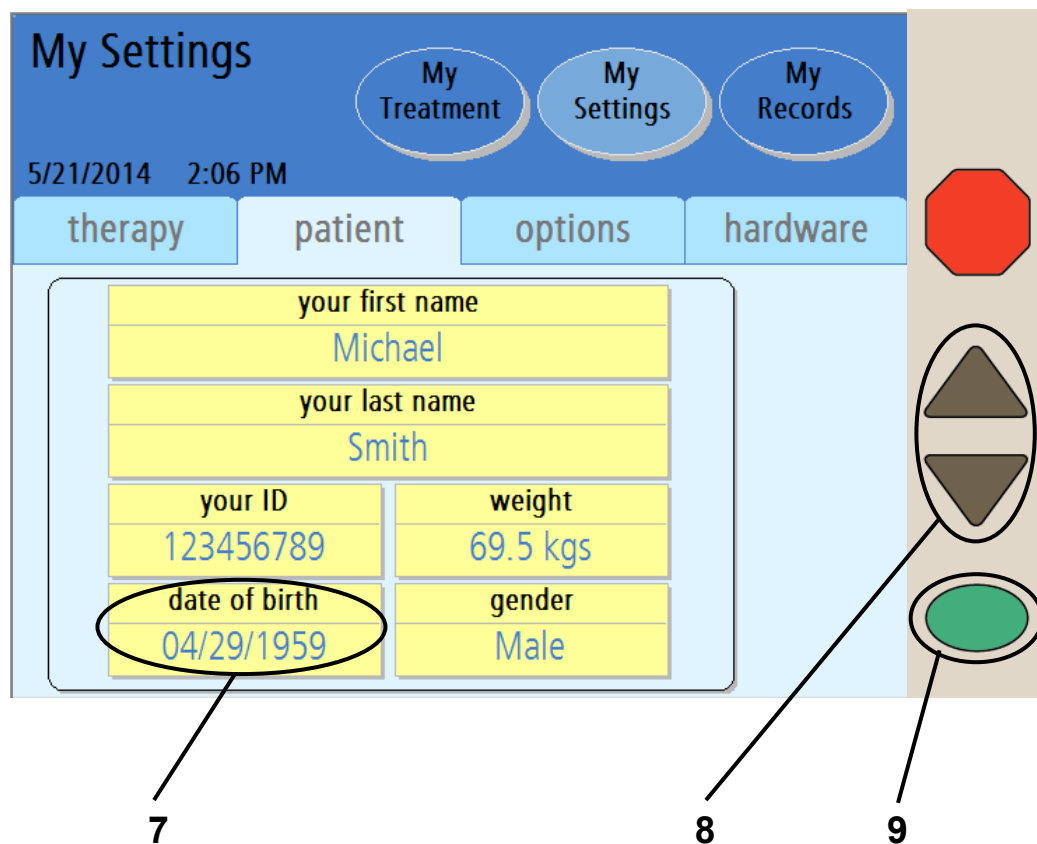 My Settings
My
Treatment
My
Settings
My
Records
5/21/2014 2:06 PM
therapy patient options hardware
your first name
Michael
your last name
Smith
your ID weight
123456789 69.5 kgs
date of birth gender
04/29/1959 Male
7 8 9